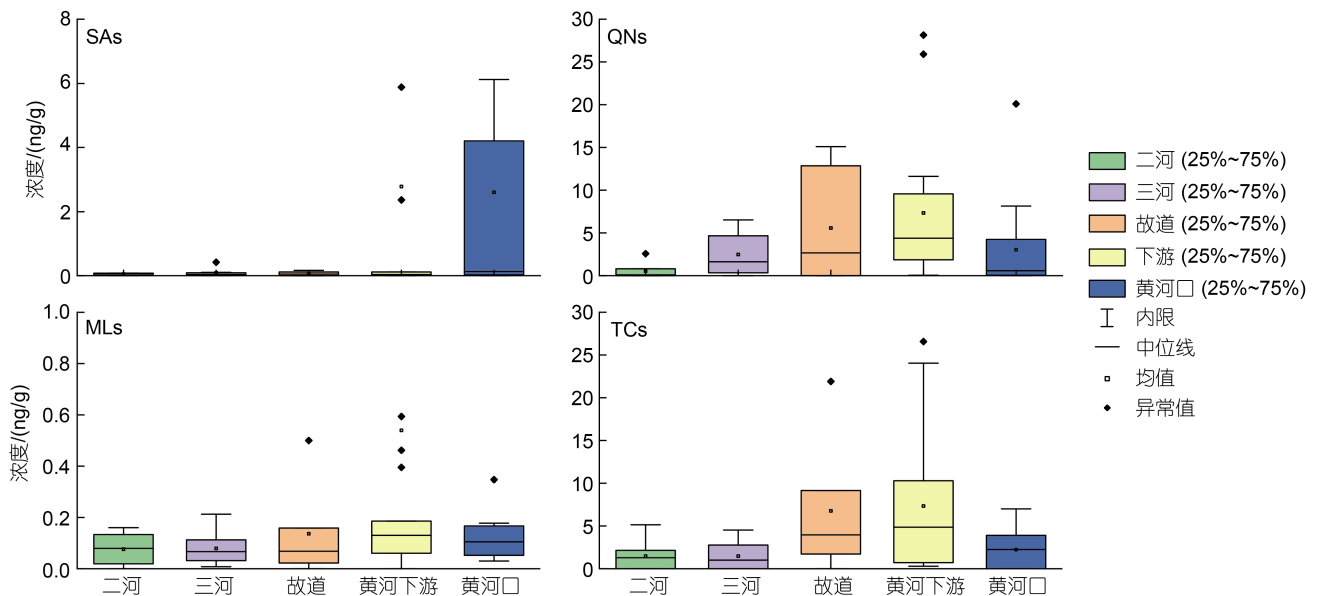 SAs
8
6
4
2
0
浓度/(ng/g)
QNs
30
25
20
15
10
5
0
MLs
1.0
0.8
0.6
0.4
0.2
0.0
浓度/(ng/g)
二河 三河 故道 黄河下游 黄河口
TCs
30
25
20
15
10
5
0
二河 三河 故道 黄河下游 黄河口
二河 (25%~75%)
三河 (25%~75%)
故道 (25%~75%)
下游 (25%~75%)
黄河口 (25%~75%)
内限
中位线
均值
异常值